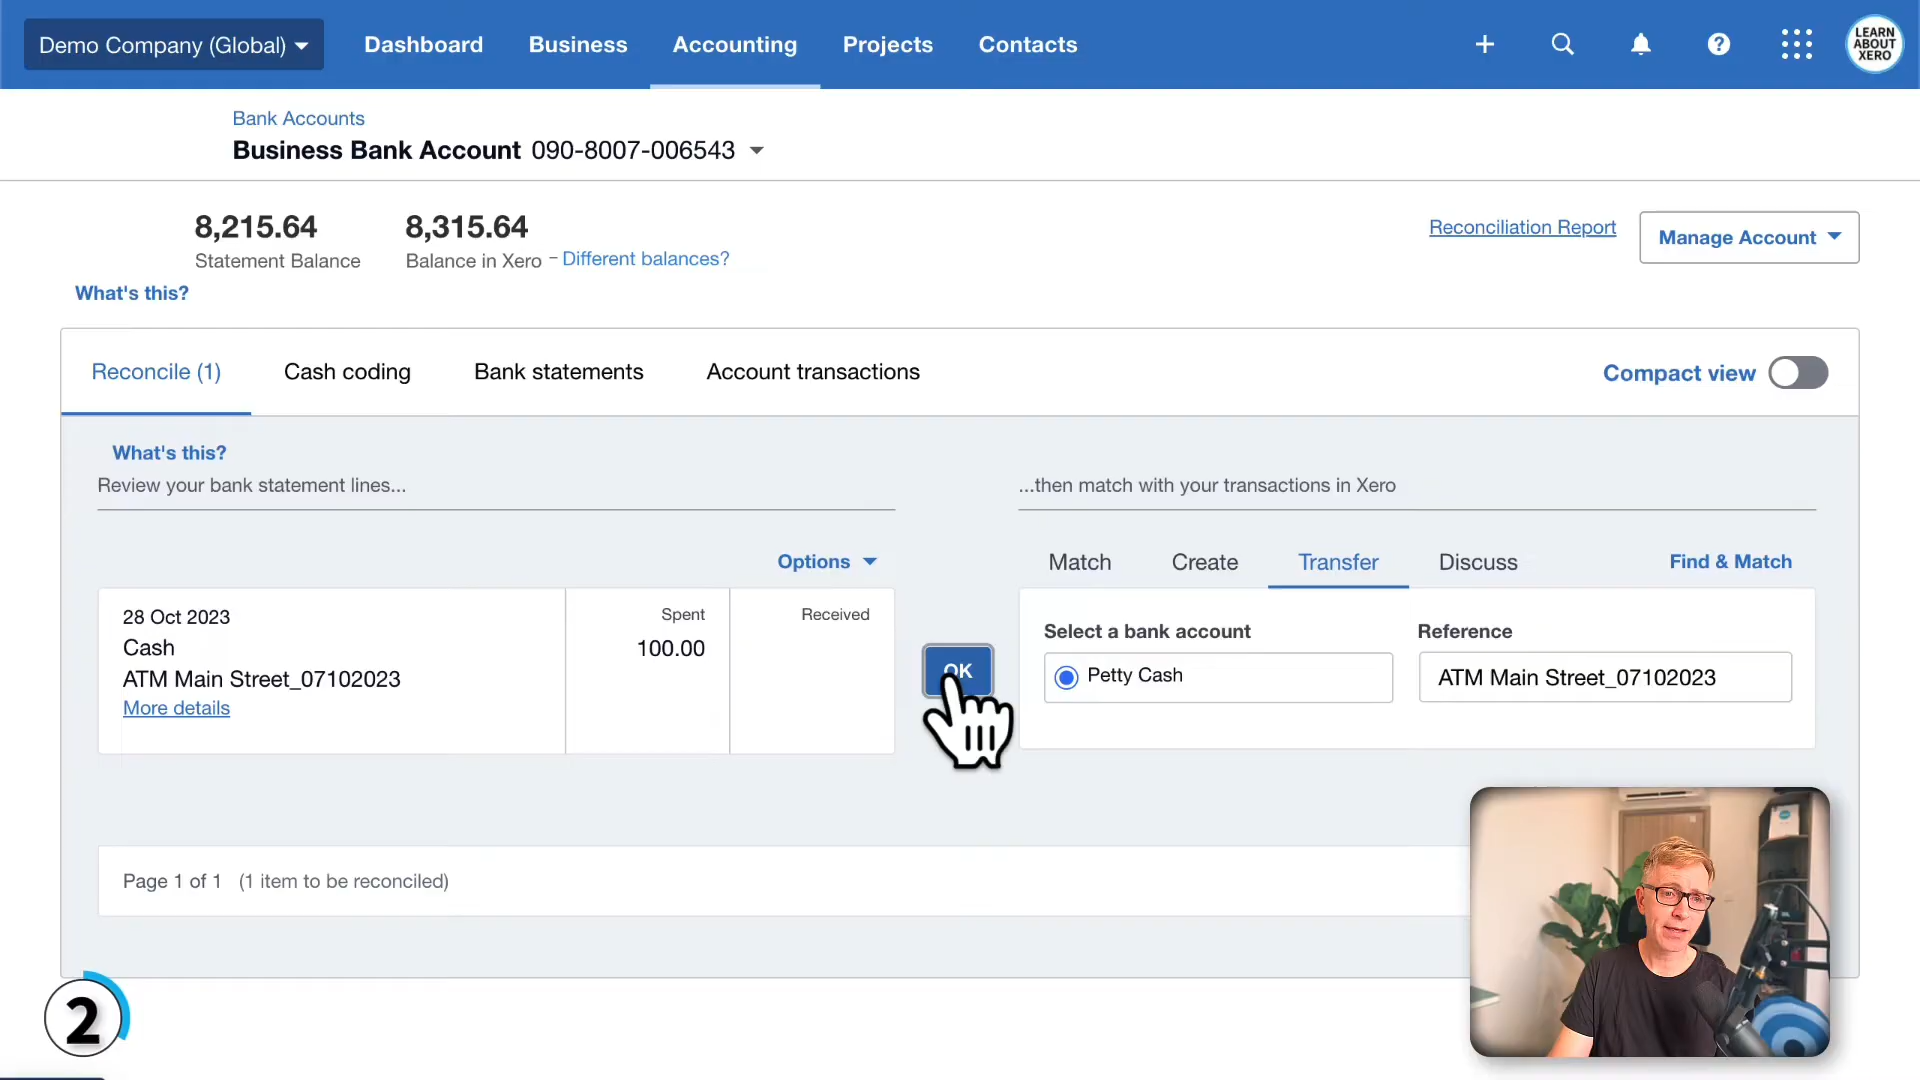 Demo Company (Global)
Dashboard
Business
Accounting
Projects
Contacts
LEARN
ABOUT
XERO
Bank Accounts
Business Bank Account 090-8007-006543
8,215.64
Statement Balance
8,315.64
Balance in Xero - Different balances?
Reconciliation Report
Manage Account
What's this?
Reconcile (1)
Cash coding
Bank statements
Account transactions
Compact view
What's this?
Review your bank statement lines...
...then match with your transactions in Xero
Options
Match
Create
Transfer
Discuss
Find & Match
28 Oct 2023
Cash
ATM Main Street_07102023
More details
Spent
100.00
Received
OK
Select a bank account
Petty Cash
Reference
ATM Main Street_07102023
Page 1 of 1 (1 item to be reconciled)
2